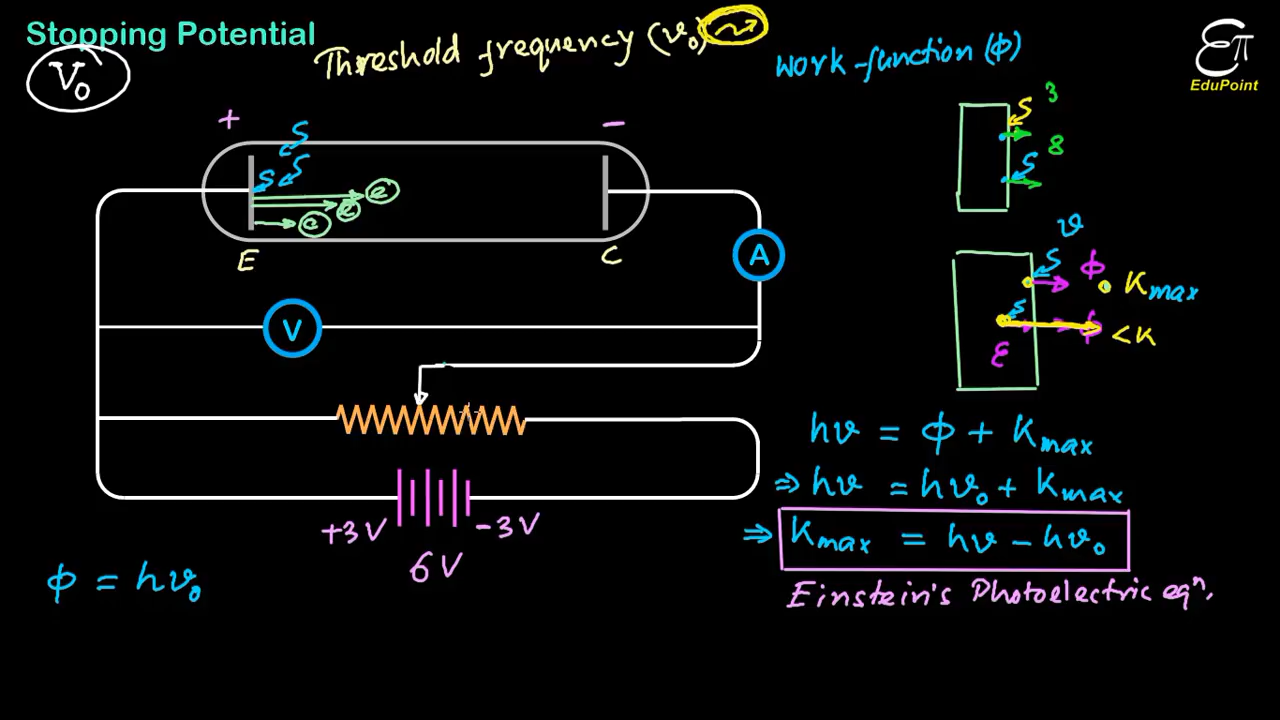 Stopping Potential
V₀
Threshold frequency (ν₀)
Work-function (ϕ)
Eπ
EduPoint
+
−
3
8
E
C
e⁻
e⁻
e⁻
A
V
ν
ϕ
Kmax
ϕ
<K
ε
hν = ϕ + Kmax
⇒ hν = hν₀ + Kmax
⇒ Kmax = hν − hν₀
Einstein's Photoelectric eqⁿ.
+3V
−3V
6V
ϕ = hν₀